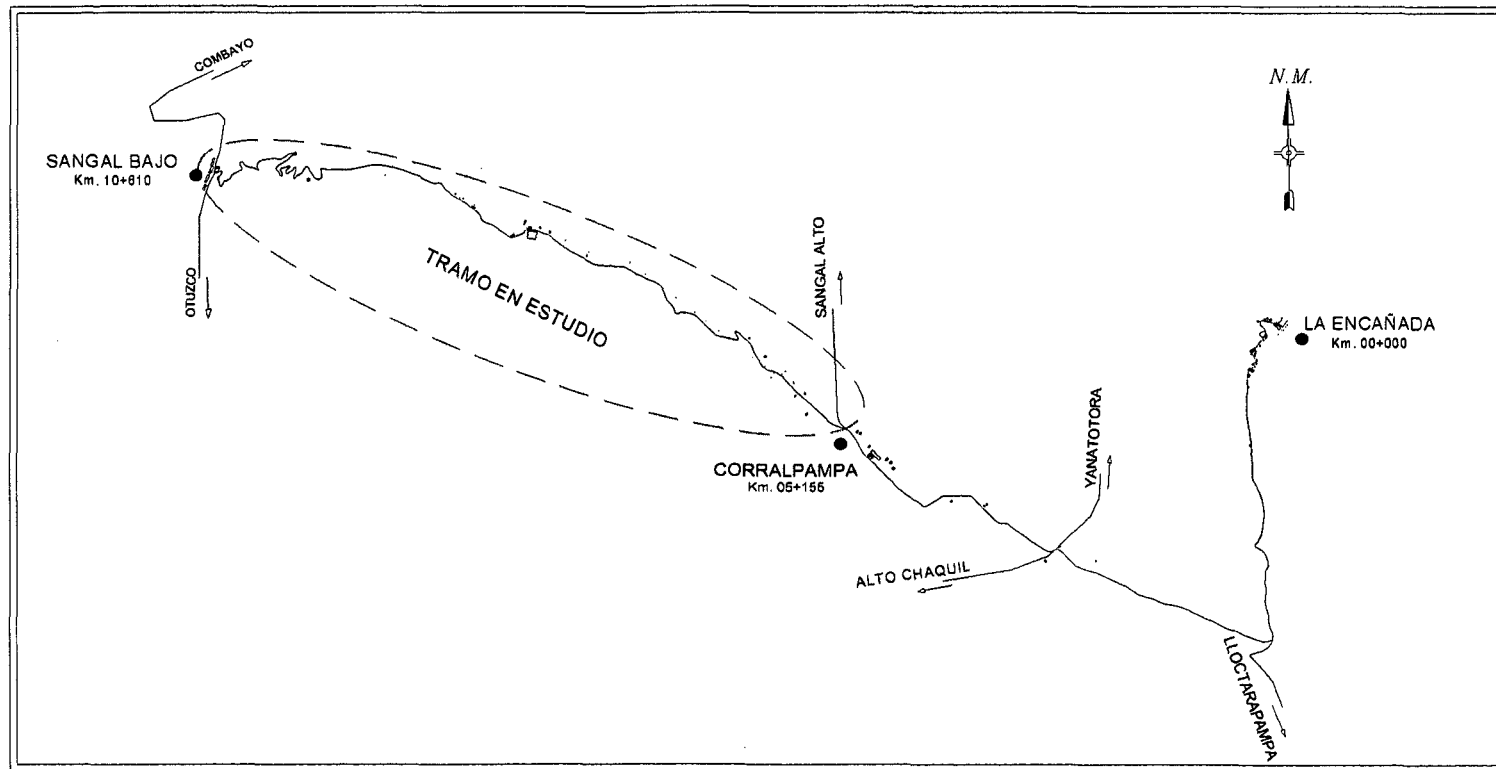 COMBAYO
N.M.
SANGAL BAJO
Km. 10+610
OTUZCO
TRAMO EN ESTUDIO
SANGAL ALTO
LA ENCAÑADA
Km. 00+000
CORRALPAMPA
Km. 05+155
YANATOTORA
ALTO CHAQUIL
LLOCTARAPAMPA